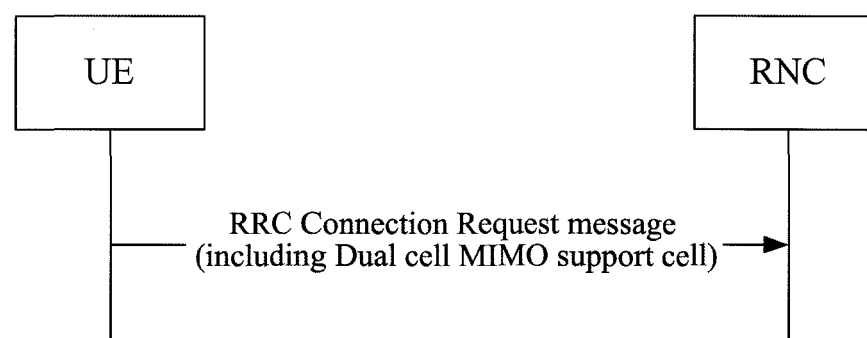 UE
RNC
RRC Connection Request message
(including Dual cell MIMO support cell)